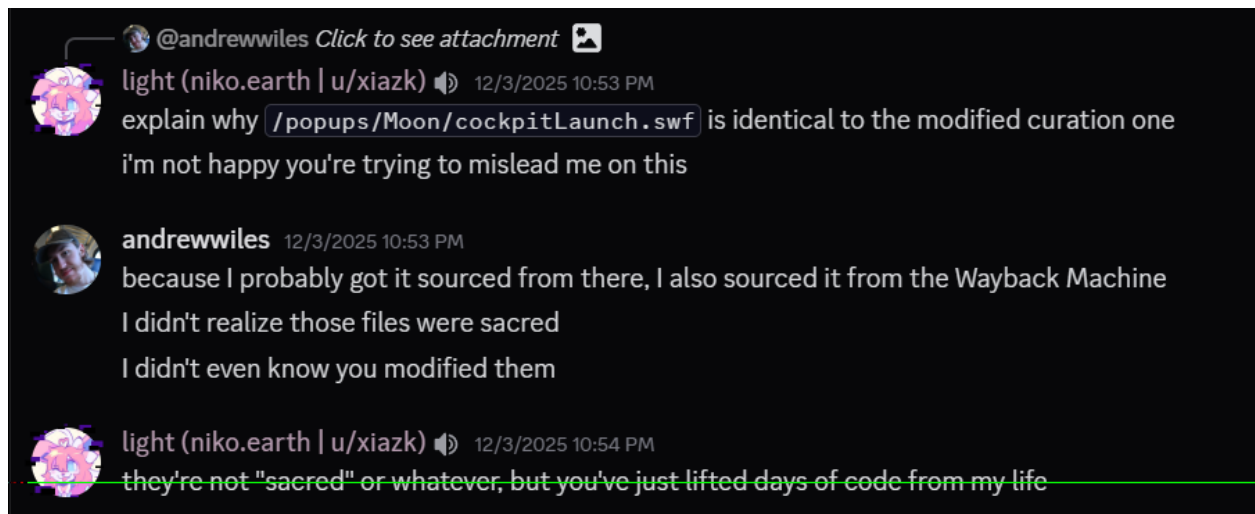 @andrewwiles Click to see attachment
light (niko.earth | u/xiazk) 12/3/2025 10:53 PM
explain why /popups/Moon/cockpitLaunch.swf is identical to the modified curation one
i'm not happy you're trying to mislead me on this
andrewwiles 12/3/2025 10:53 PM
because I probably got it sourced from there, I also sourced it from the Wayback Machine
I didn't realize those files were sacred
I didn't even know you modified them
light (niko.earth | u/xiazk) 12/3/2025 10:54 PM
they're not "sacred" or whatever, but you've just lifted days of code from my life